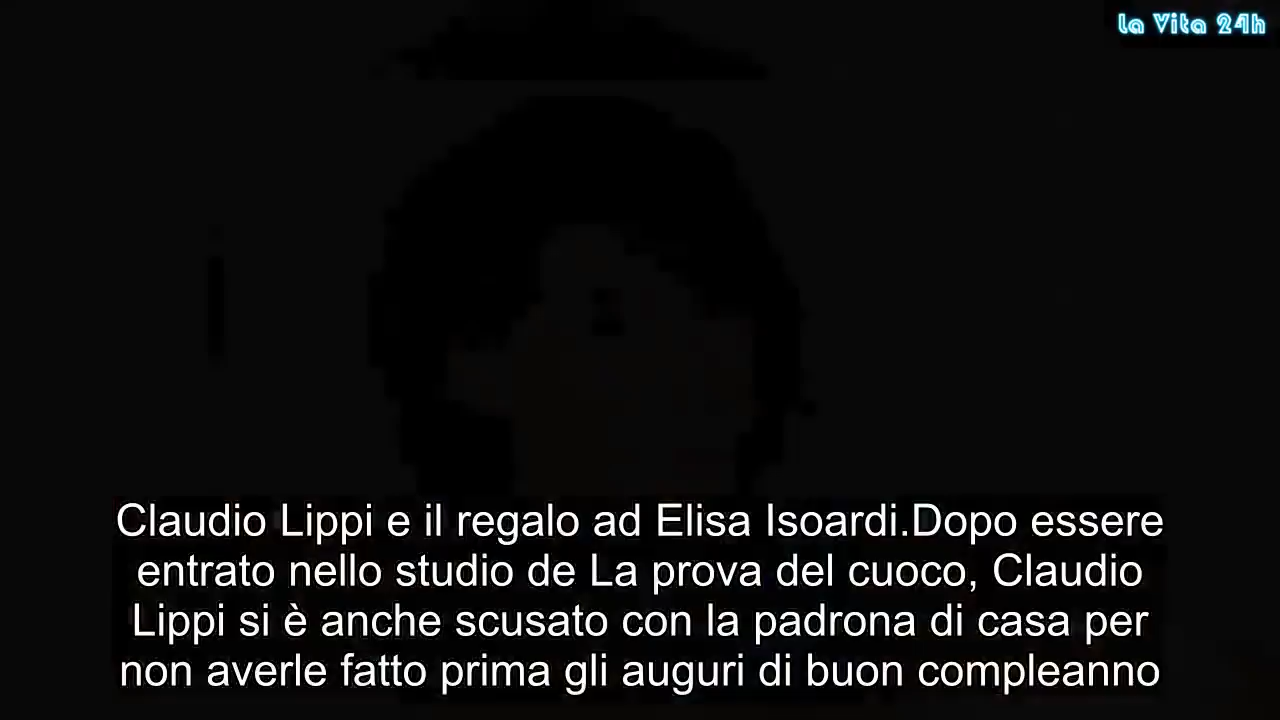 la Vita 24h
Claudio Lippi e il regalo ad Elisa Isoardi.Dopo essere
entrato nello studio de La prova del cuoco, Claudio
Lippi si è anche scusato con la padrona di casa per
non averle fatto prima gli auguri di buon compleanno